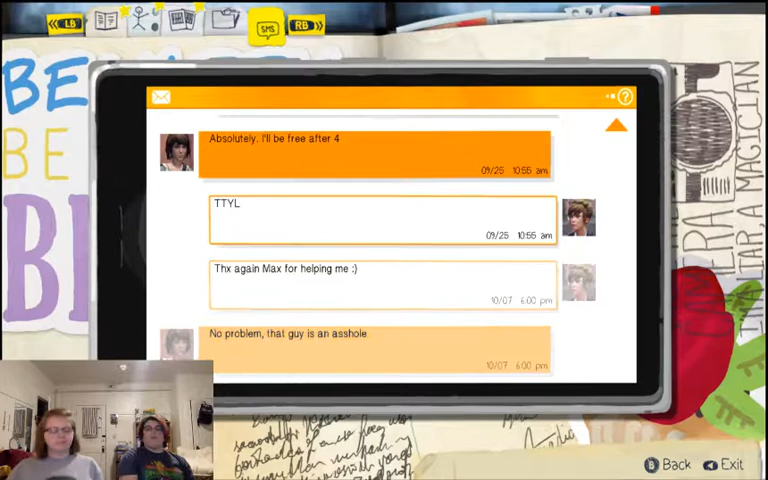 LB
SMS
RB
BE
BE
Absolutely. I'll be free after 4
09/25 10:55 am
TTYL
09/25 10:55 am
Thx again Max for helping me :)
10/07 6:00 pm
No problem, that guy is an asshole
10/07 6:00 pm
?
CAMERA
I'M A LIAR, A MAGICIAN
B Back
Exit